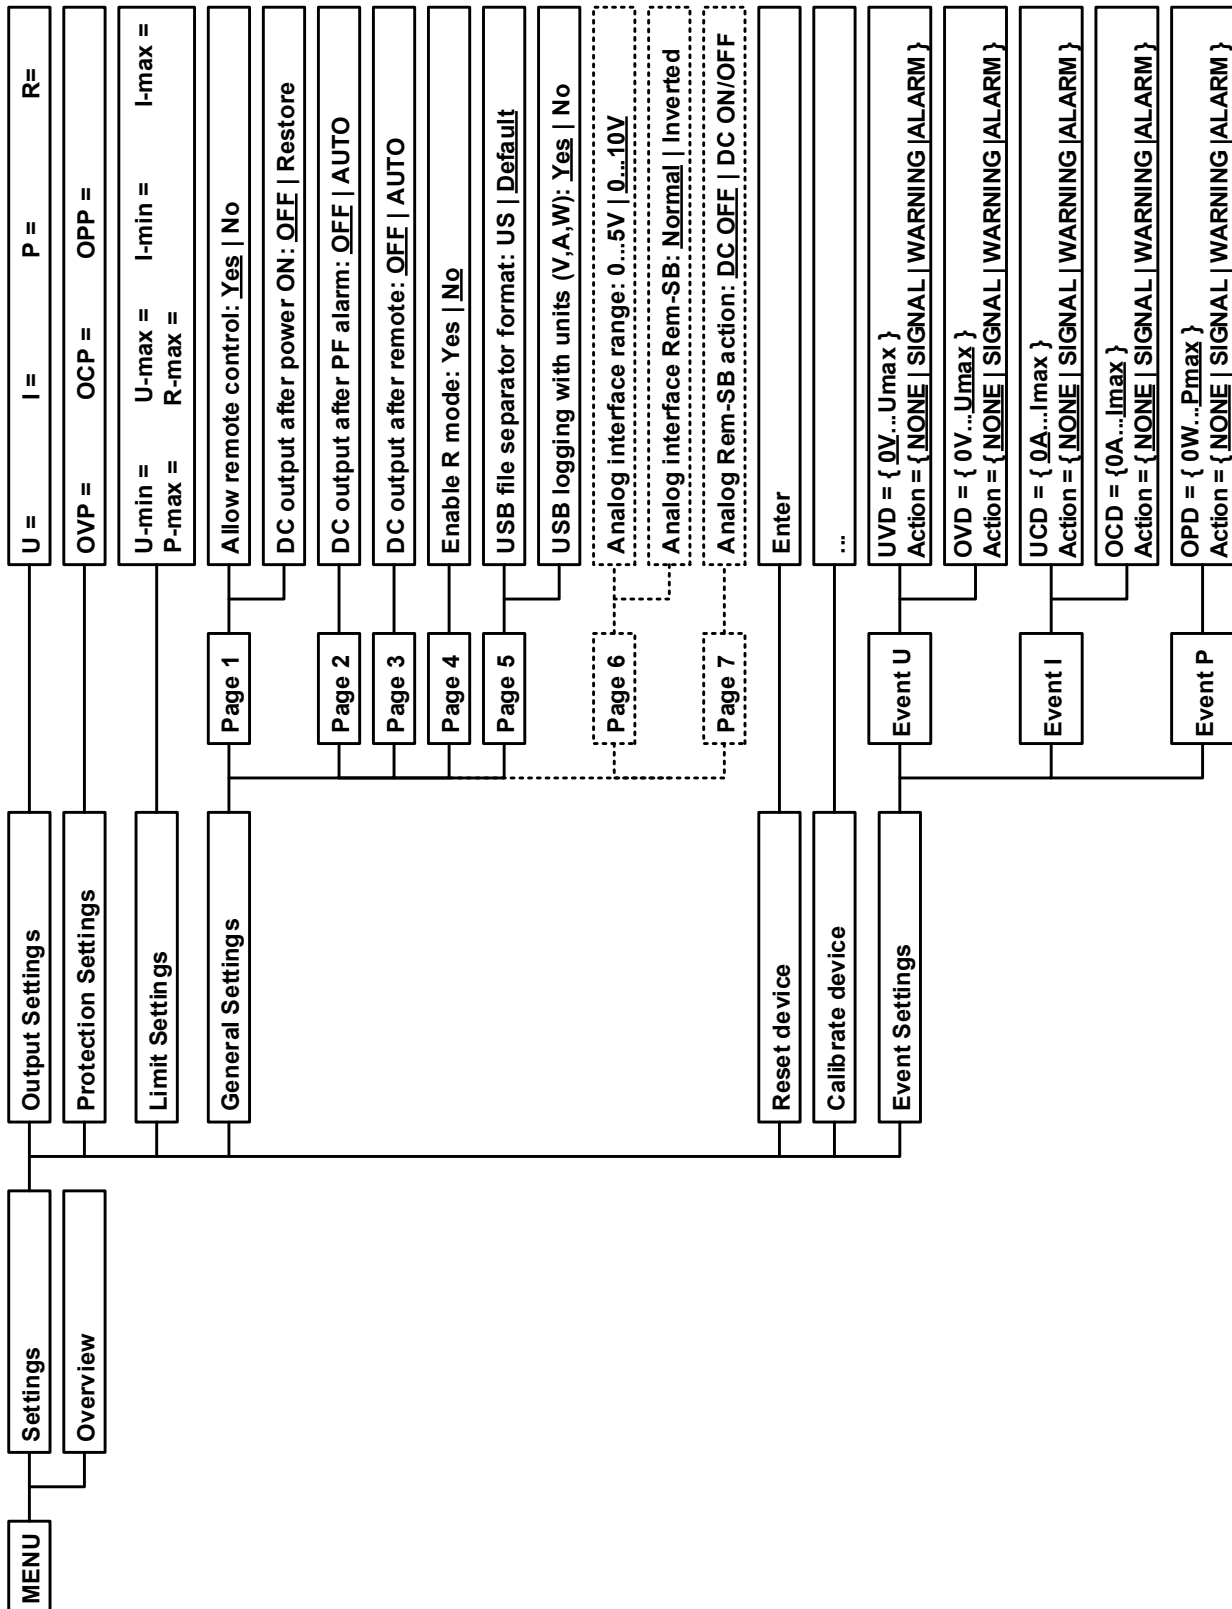 MENU
Settings
Overview
Output Settings
U = I = P = R=
Protection Settings
OVP = OCP = OPP =
Limit Settings
U-min = U-max = I-min = I-max =
P-max = R-max =
General Settings
Page 1
Allow remote control: Yes | No
DC output after power ON: OFF | Restore
Page 2
DC output after PF alarm: OFF | AUTO
Page 3
DC output after remote: OFF | AUTO
Page 4
Enable R mode: Yes | No
Page 5
USB file separator format: US | Default
USB logging with units (V,A,W): Yes | No
Page 6
Analog interface range: 0...5V | 0...10V
Analog interface Rem-SB: Normal | Inverted
Page 7
Analog Rem-SB action: DC OFF | DC ON/OFF
Reset device
Enter
Calibrate device
...
Event Settings
Event U
UVD = { 0V...Umax }
Action = { NONE | SIGNAL | WARNING |ALARM }
OVD = { 0V...Umax }
Action = { NONE | SIGNAL | WARNING |ALARM }
Event I
UCD = { 0A...Imax }
Action = { NONE | SIGNAL | WARNING |ALARM }
OCD = {0A...Imax }
Action = { NONE | SIGNAL | WARNING |ALARM }
Event P
OPD = { 0W...Pmax }
Action = { NONE | SIGNAL | WARNING |ALARM }